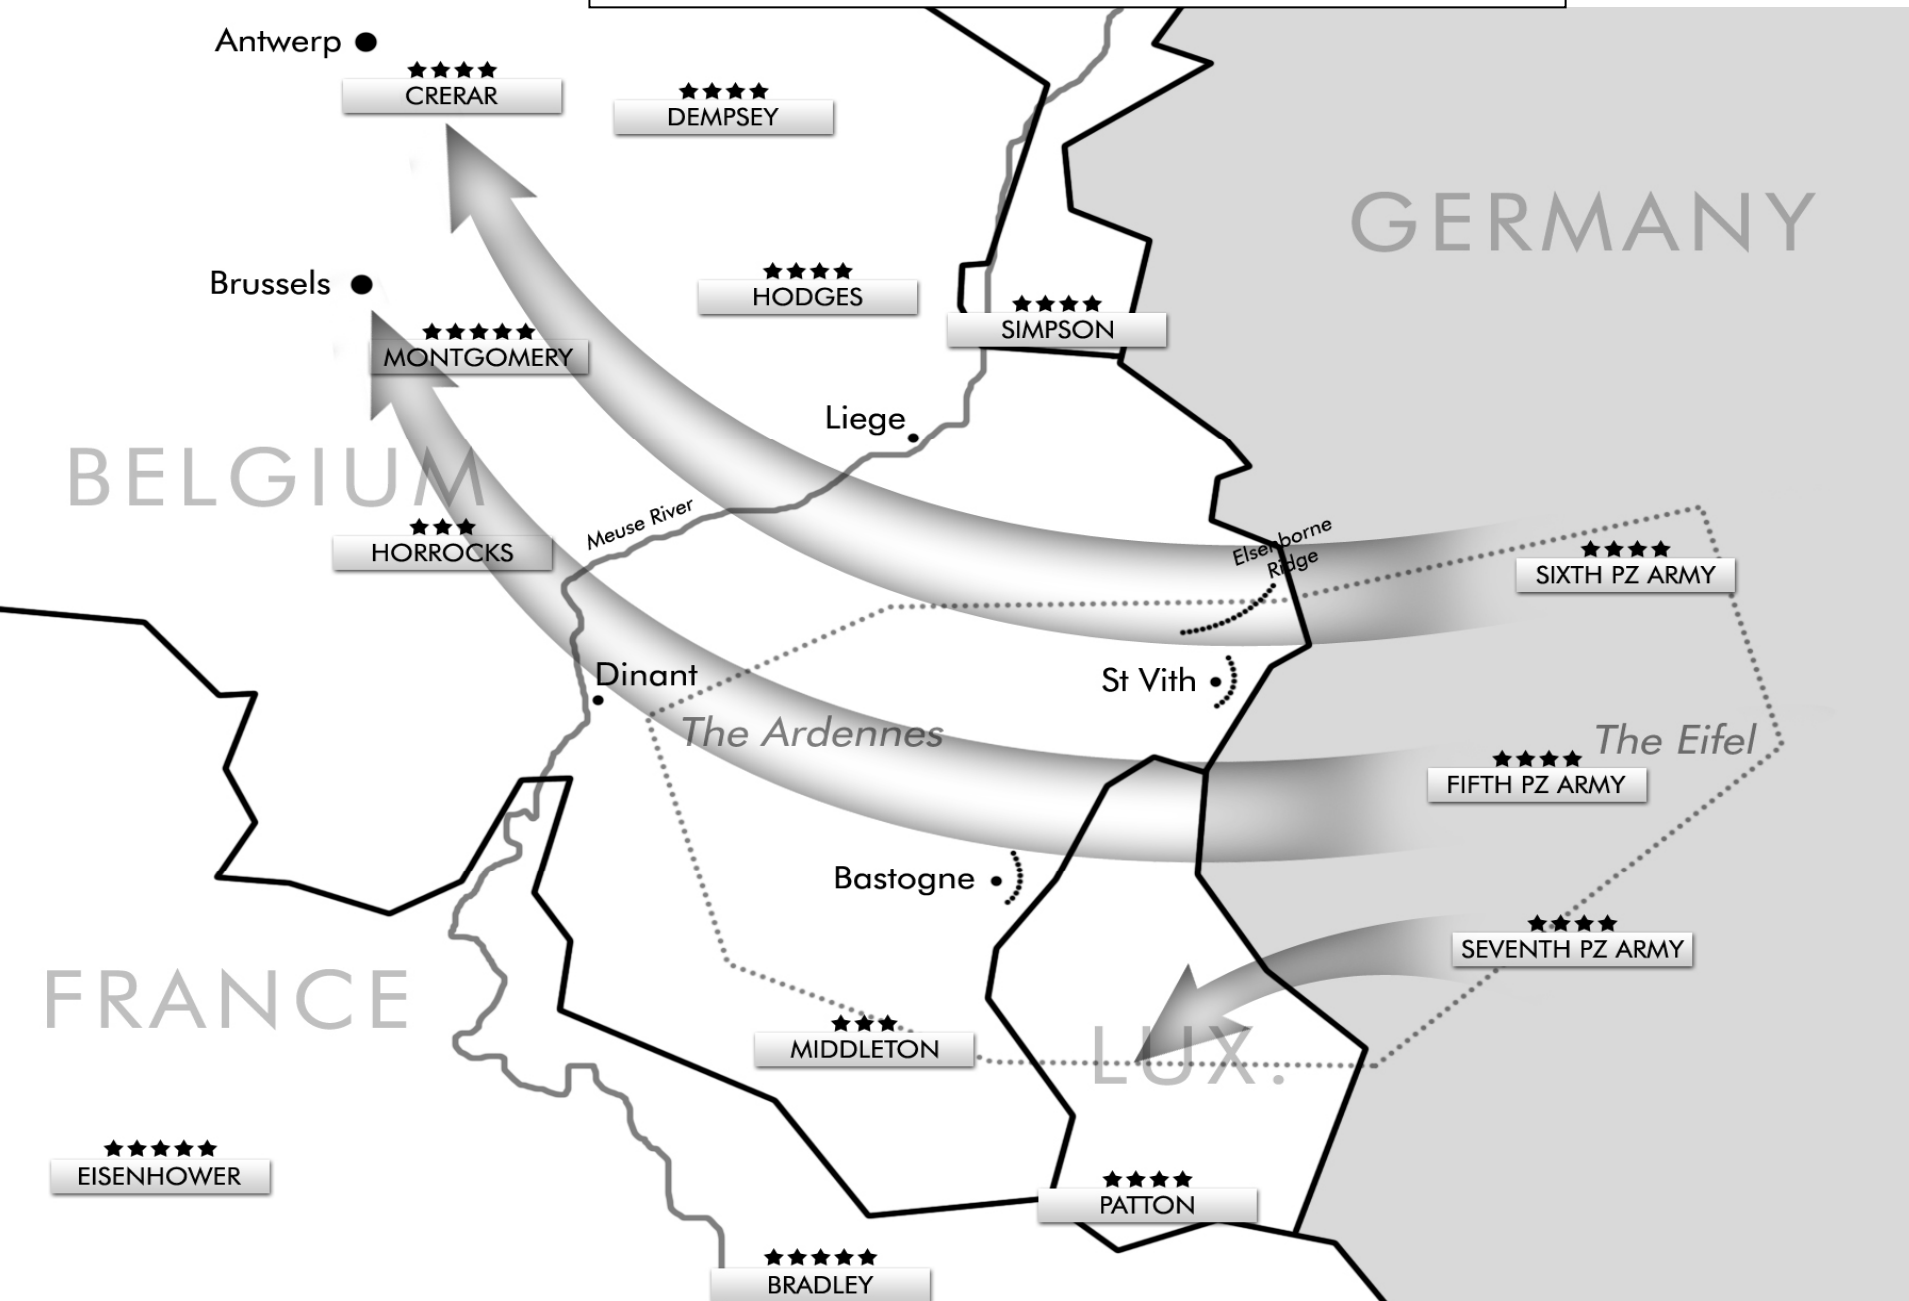 Antwerp
★★★★
CRERAR
★★★★
DEMPSEY
GERMANY
Brussels
★★★★
HODGES
★★★★
SIMPSON
★★★★★
MONTGOMERY
Liege
BELGIUM
Meuse River
★★★
HORROCKS
Elsenborne
Ridge
★★★★
SIXTH PZ ARMY
Dinant
St Vith
The Ardennes
The Eifel
★★★★
FIFTH PZ ARMY
Bastogne
★★★★
SEVENTH PZ ARMY
FRANCE
★★★
MIDDLETON
LUX.
★★★★★
EISENHOWER
★★★★
PATTON
★★★★★
BRADLEY